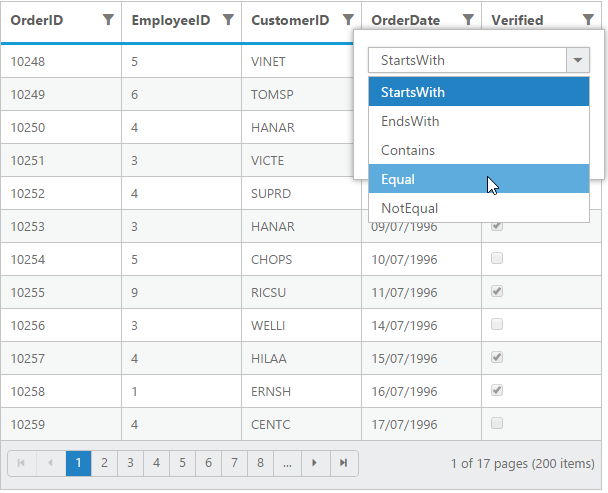 OrderID EmployeeID CustomerID OrderDate Verified
StartsWith
10248 5 VINET
StartsWith
10249 6 TOMSP
EndsWith
10250 4 HANAR
Contains
10251 3 VICTE
Equal
10252 4 SUPRD
NotEqual
10253 3 HANAR 09/07/1996
10254 5 CHOPS 10/07/1996
10255 9 RICSU 11/07/1996
10256 3 WELLI 14/07/1996
10257 4 HILAA 15/07/1996
10258 1 ERNSH 16/07/1996
10259 4 CENTC 17/07/1996
1 2 3 4 5 6 7 8 ... 1 of 17 pages (200 items)